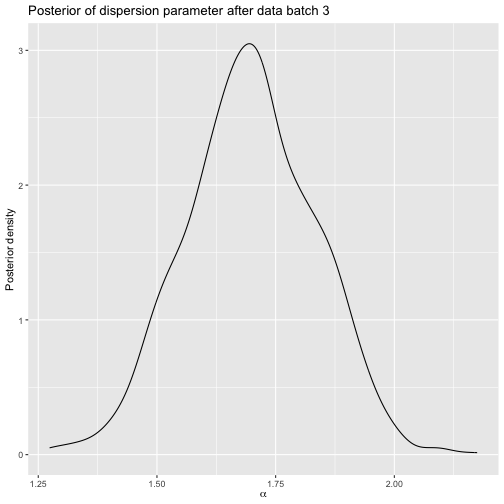 Posterior of dispersion parameter after data batch 3
3
2
1
0
Posterior density
1.25 1.50 1.75 2.00
α